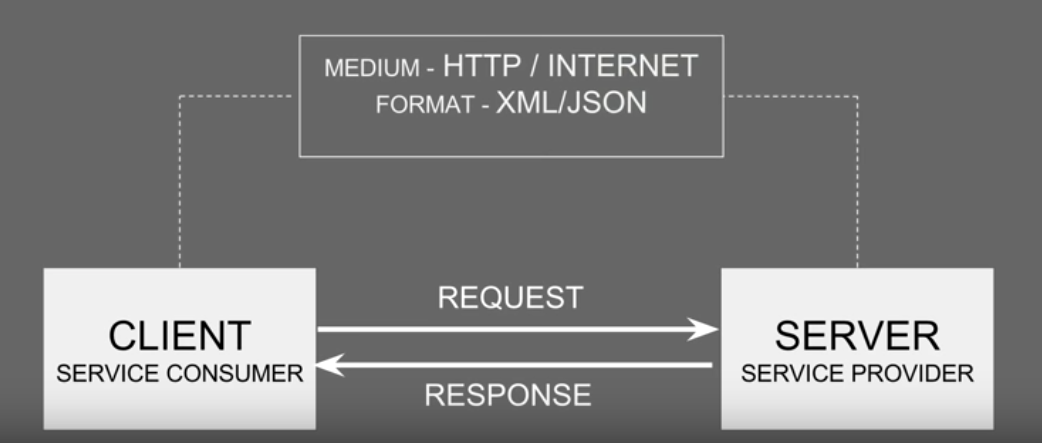 MEDIUM - HTTP / INTERNET
FORMAT - XML/JSON
REQUEST
CLIENT
SERVICE CONSUMER
SERVER
SERVICE PROVIDER
RESPONSE